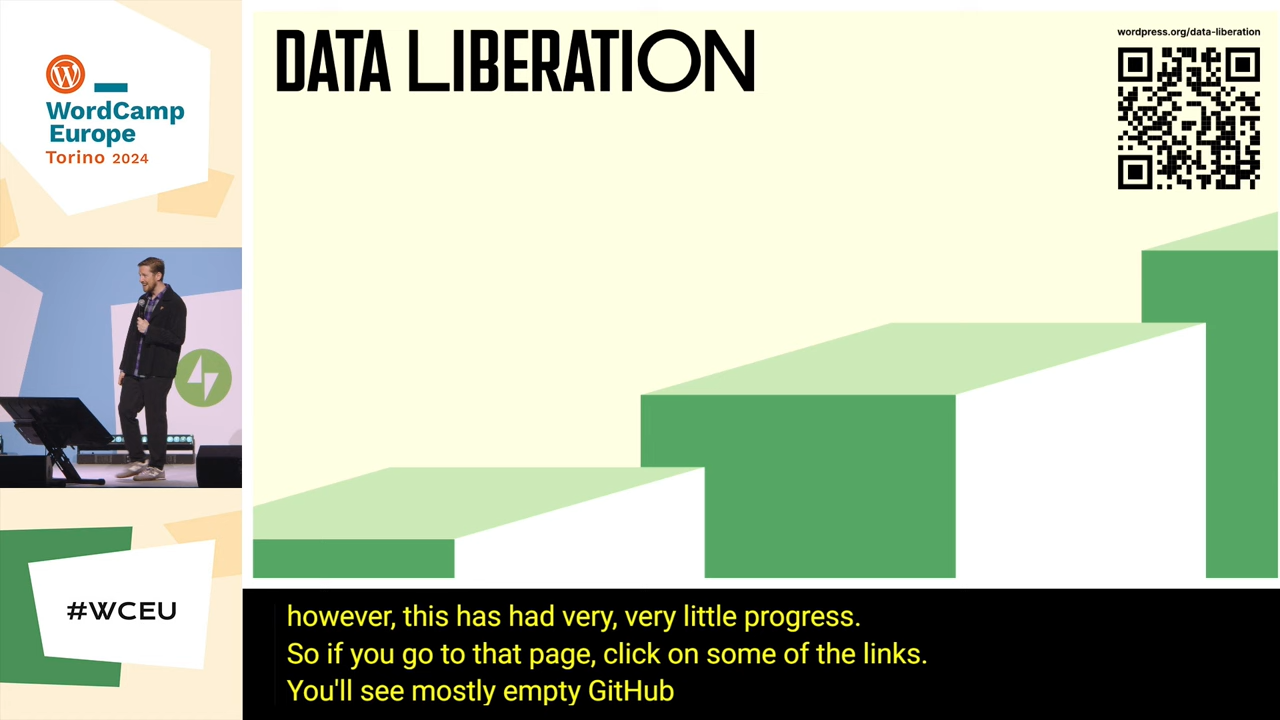 WordCamp
Europe
Torino 2024
DATA LIBERATION
wordpress.org/data-liberation
#WCEU
however, this has had very, very little progress.
So if you go to that page, click on some of the links.
You'll see mostly empty GitHub